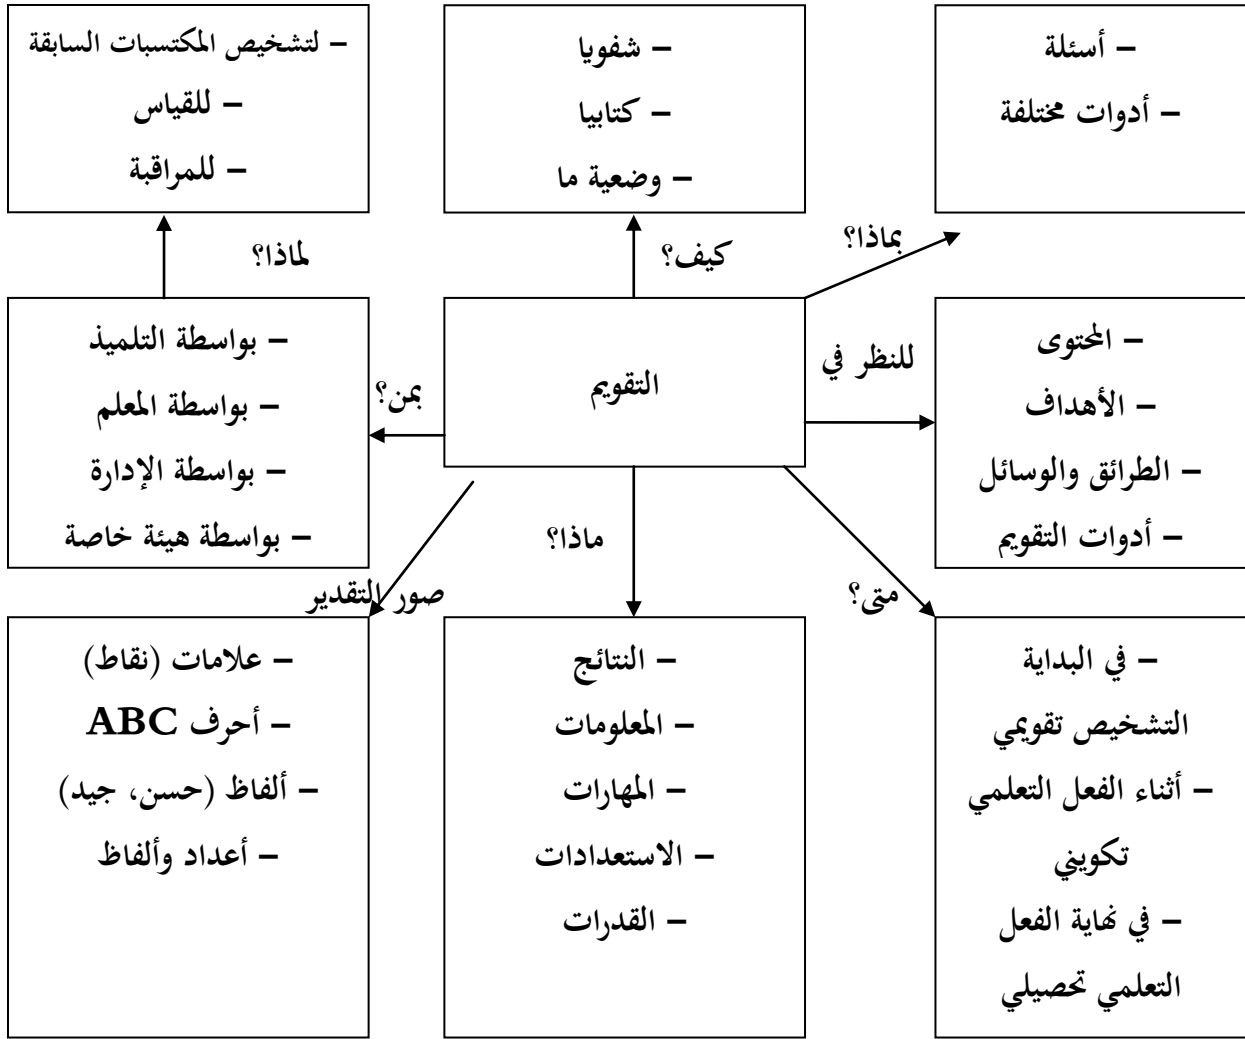 – أسئلة
– أدوات مختلفة
– شفويا
– كتابيا
– وضعية ما
– لتشخيص المكتسبات السابقة
– للقياس
– للمراقبة
بماذا؟
كيف؟
لماذا؟
– المحتوى
– الأهداف
– الطرائق والوسائل
– أدوات التقويم
للنظر في
التقويم
بمن؟
– بواسطة التلميذ
– بواسطة المعلم
– بواسطة الإدارة
– بواسطة هيئة خاصة
متى؟
ماذا؟
صور التقدير
– في البداية
التشخيص تقويمي
– أثناء الفعل التعلمي
تكويني
– في نهاية الفعل
التعلمي تحصيلي
– النتائج
– المعلومات
– المهارات
– الاستعدادات
– القدرات
– علامات (نقاط)
– أحرف ABC
– ألفاظ (حسن، جيد)
– أعداد وألفاظ